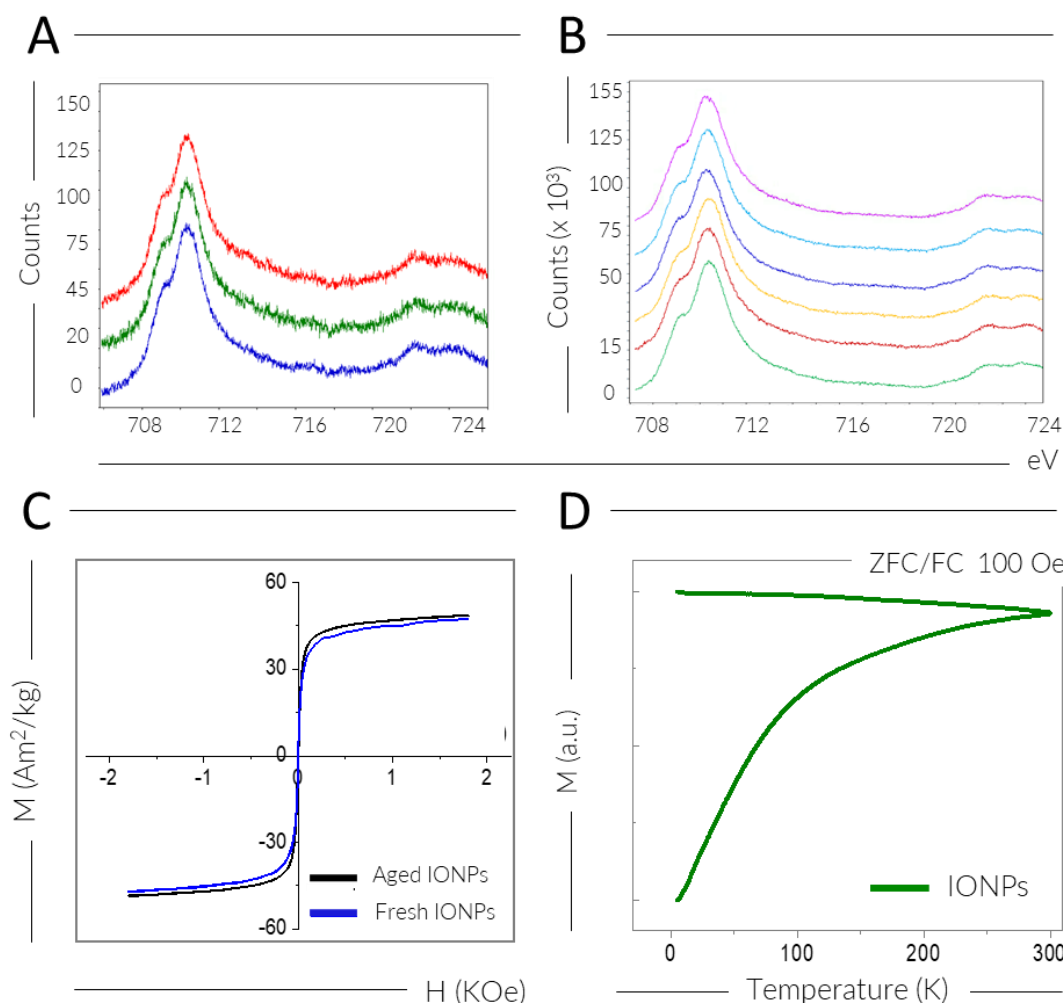 A
B
150
125
100
75
45
20
0
Counts
708
712
716
720
724
155
125
100
75
50
15
0
Counts (x 10³)
708
712
716
720
724
eV
C
D
60
30
0
-30
-60
-2
-1
0
1
2
M (Am²/kg)
Aged IONPs
Fresh IONPs
H (KOe)
ZFC/FC 100 Oe
M (a.u.)
IONPs
0
100
200
300
Temperature (K)